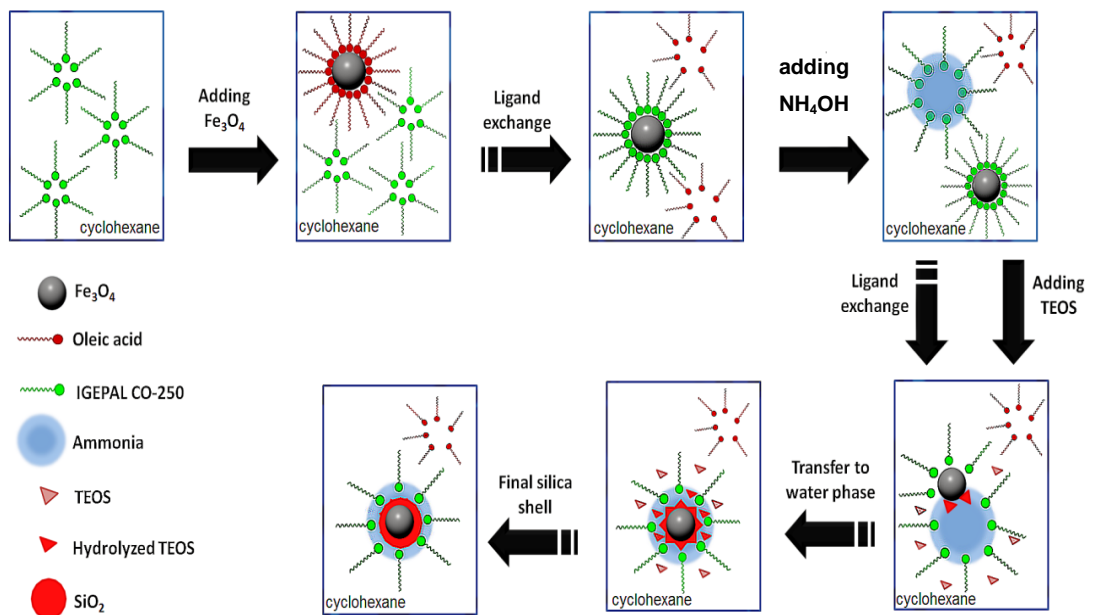 Adding
Fe₃O₄
Ligand
exchange
adding
NH₄OH
cyclohexane
cyclohexane
cyclohexane
cyclohexane
Fe₃O₄
Oleic acid
IGEPAL CO-250
Ammonia
TEOS
Hydrolyzed TEOS
SiO₂
Ligand
exchange
Adding
TEOS
Final silica
shell
Transfer to
water phase
cyclohexane
cyclohexane
cyclohexane